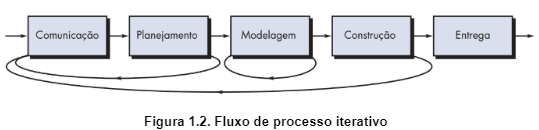 Comunicação Planejamento Modelagem Construção Entrega
Figura 1.2. Fluxo de processo iterativo